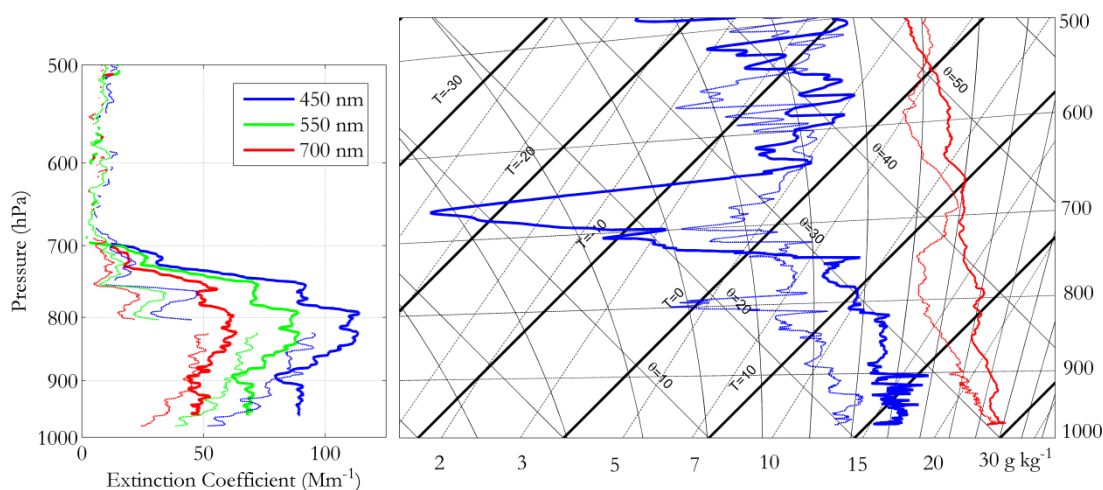 500
600
700
800
900
1000
Pressure (hPa)
0
50
100
Extinction Coefficient (Mm-1)
450 nm
550 nm
700 nm
T=-30
T=-20
T=-10
T=0
T=10
θ=10
θ=20
θ=30
θ=40
θ=50
500
600
700
800
900
1000
2 3 5 7 10 15 20 30 g kg-1